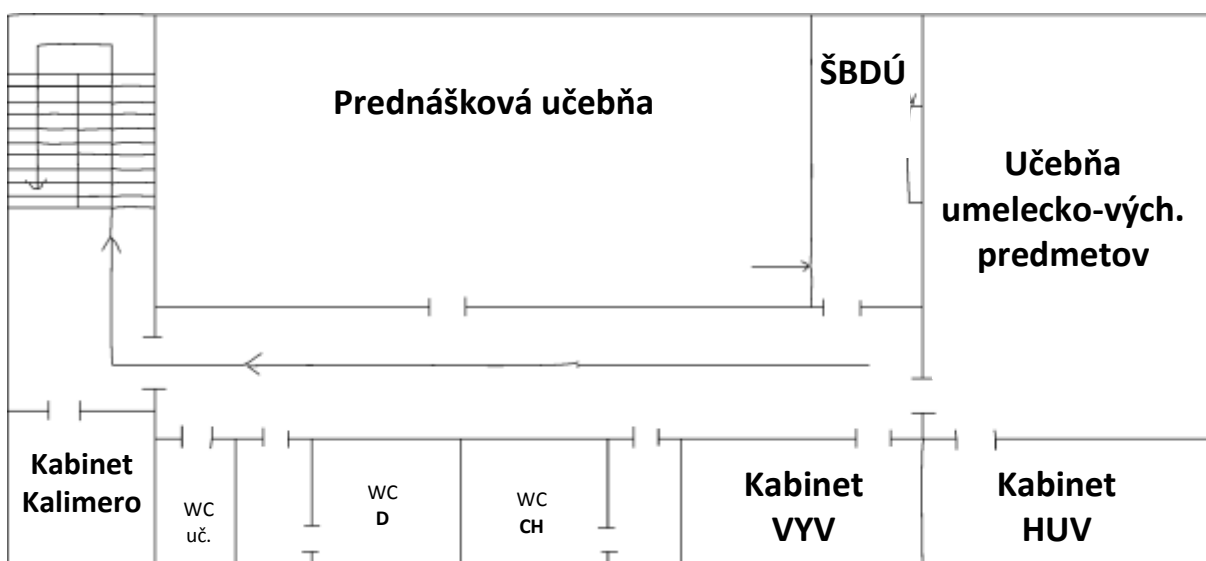 Prednášková učebňa
ŠBDÚ
Učebňa
umelecko-vých.
predmetov
Kabinet
Kalimero
WC
uč.
WC
D
WC
CH
Kabinet
VYV
Kabinet
HUV